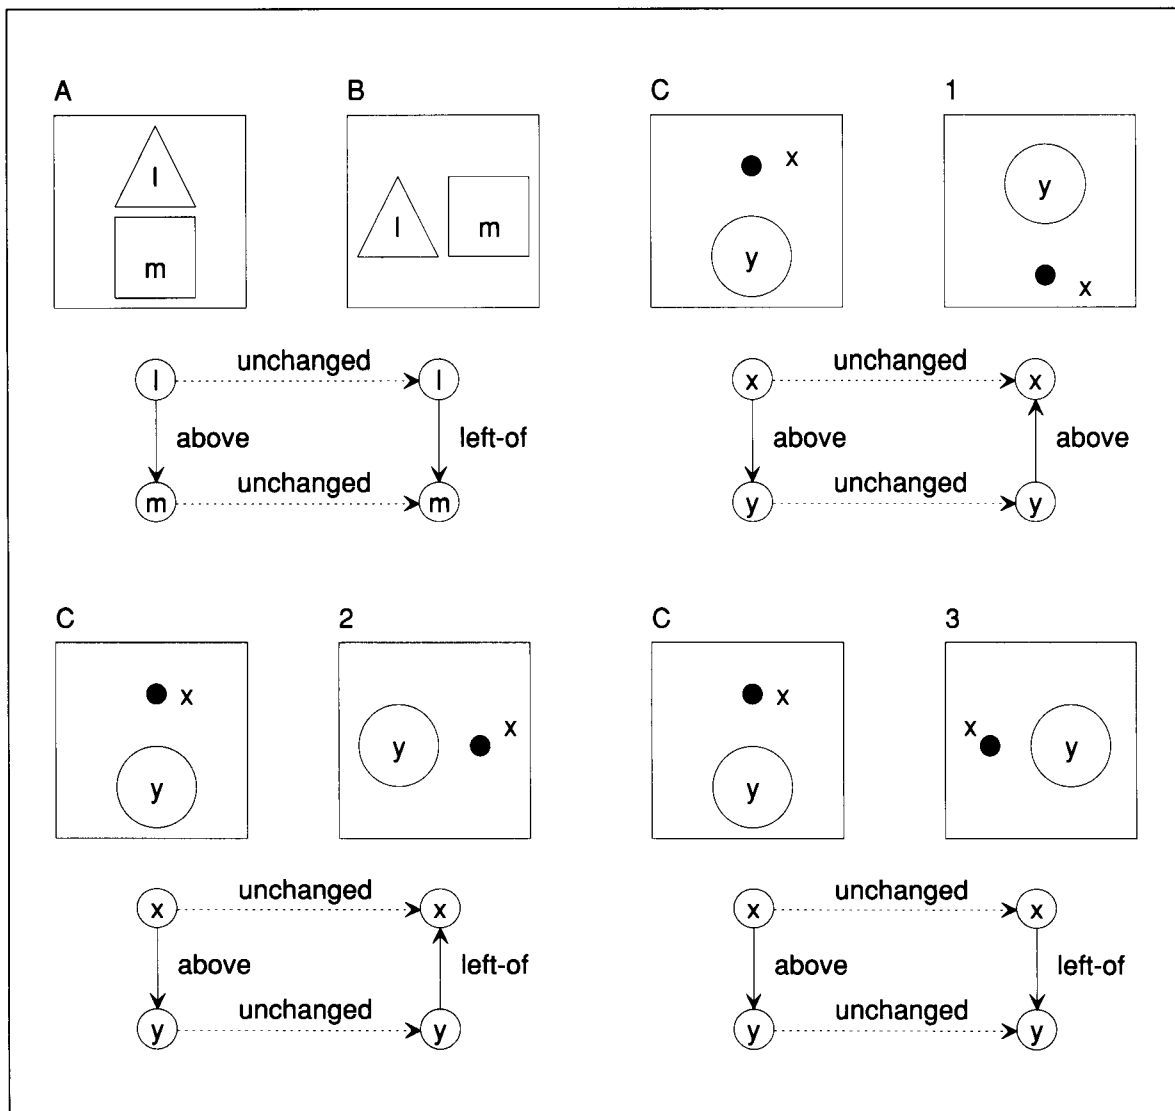 A B C 1
l l x y
m m y x
unchanged unchanged
l l x x
above left-of above above
unchanged unchanged
m m y y
C 2 C 3
x y x x y
y x y
unchanged unchanged
x x x x
above left-of above left-of
unchanged unchanged
y y y y